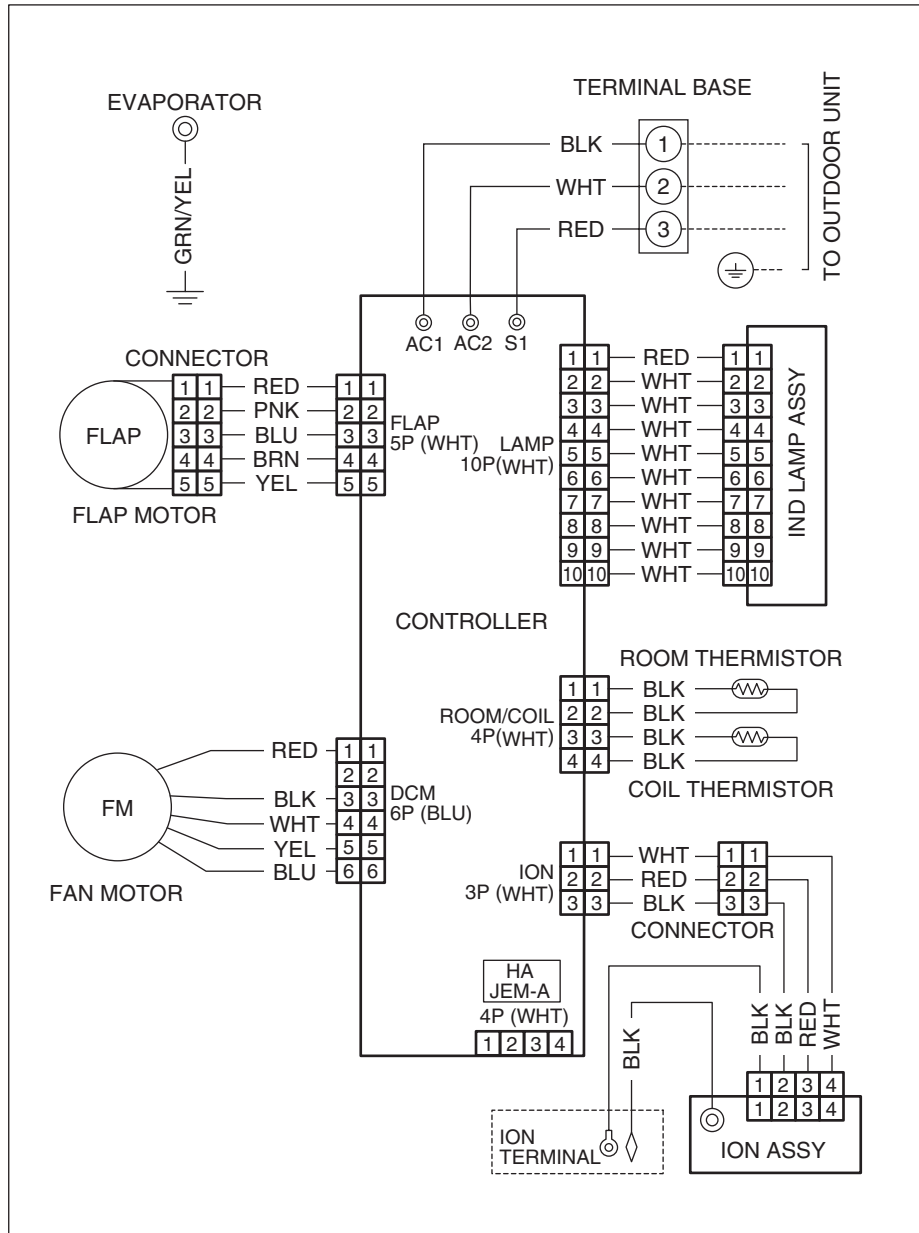 EVAPORATOR
GRN/YEL
TERMINAL BASE
BLK 1
WHT 2
RED 3
TO OUTDOOR UNIT
AC1 AC2 S1
CONNECTOR
FLAP
FLAP MOTOR
1 1 RED 1 1
2 2 PNK 2 2
3 3 BLU 3 3
4 4 BRN 4 4
5 5 YEL 5 5
FLAP
5P (WHT)
LAMP
10P(WHT)
1 1 RED 1 1
2 2 WHT 2 2
3 3 WHT 3 3
4 4 WHT 4 4
5 5 WHT 5 5
6 6 WHT 6 6
7 7 WHT 7 7
8 8 WHT 8 8
9 9 WHT 9 9
10 10 WHT 10 10
IND LAMP ASSY
CONTROLLER
ROOM THERMISTOR
ROOM/COIL
4P(WHT)
1 1 BLK
2 2 BLK
3 3 BLK
4 4 BLK
COIL THERMISTOR
FM
FAN MOTOR
RED 1 1
2 2
BLK 3 3
WHT 4 4
YEL 5 5
BLU 6 6
DCM
6P (BLU)
ION
3P (WHT)
1 1 WHT 1 1
2 2 RED 2 2
3 3 BLK 3 3
CONNECTOR
HA
JEM-A
4P (WHT)
1 2 3 4
BLK
BLK
BLK
RED
WHT
1 2 3 4
1 2 3 4
ION
TERMINAL
ION ASSY